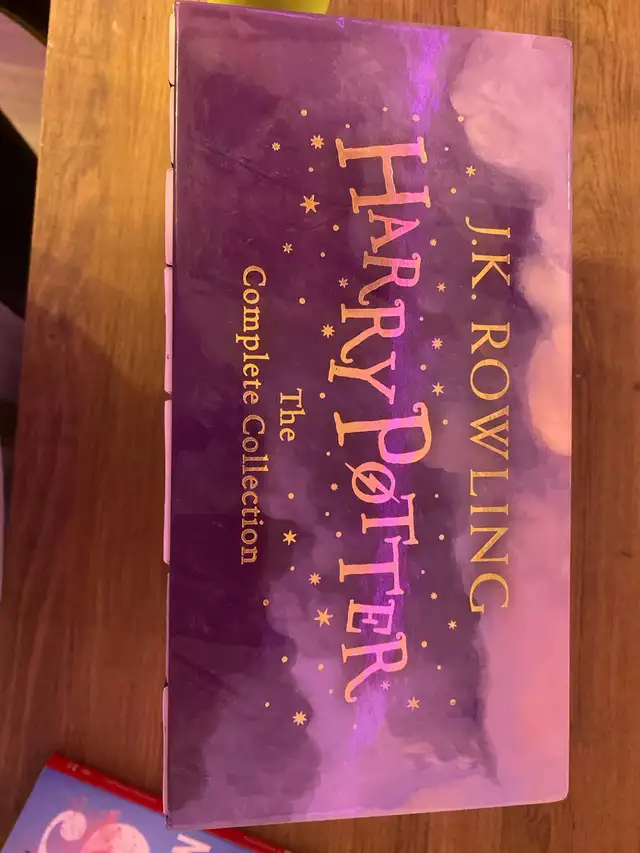 J.K. ROWLING
HARRY POTTER
The
Complete Collection